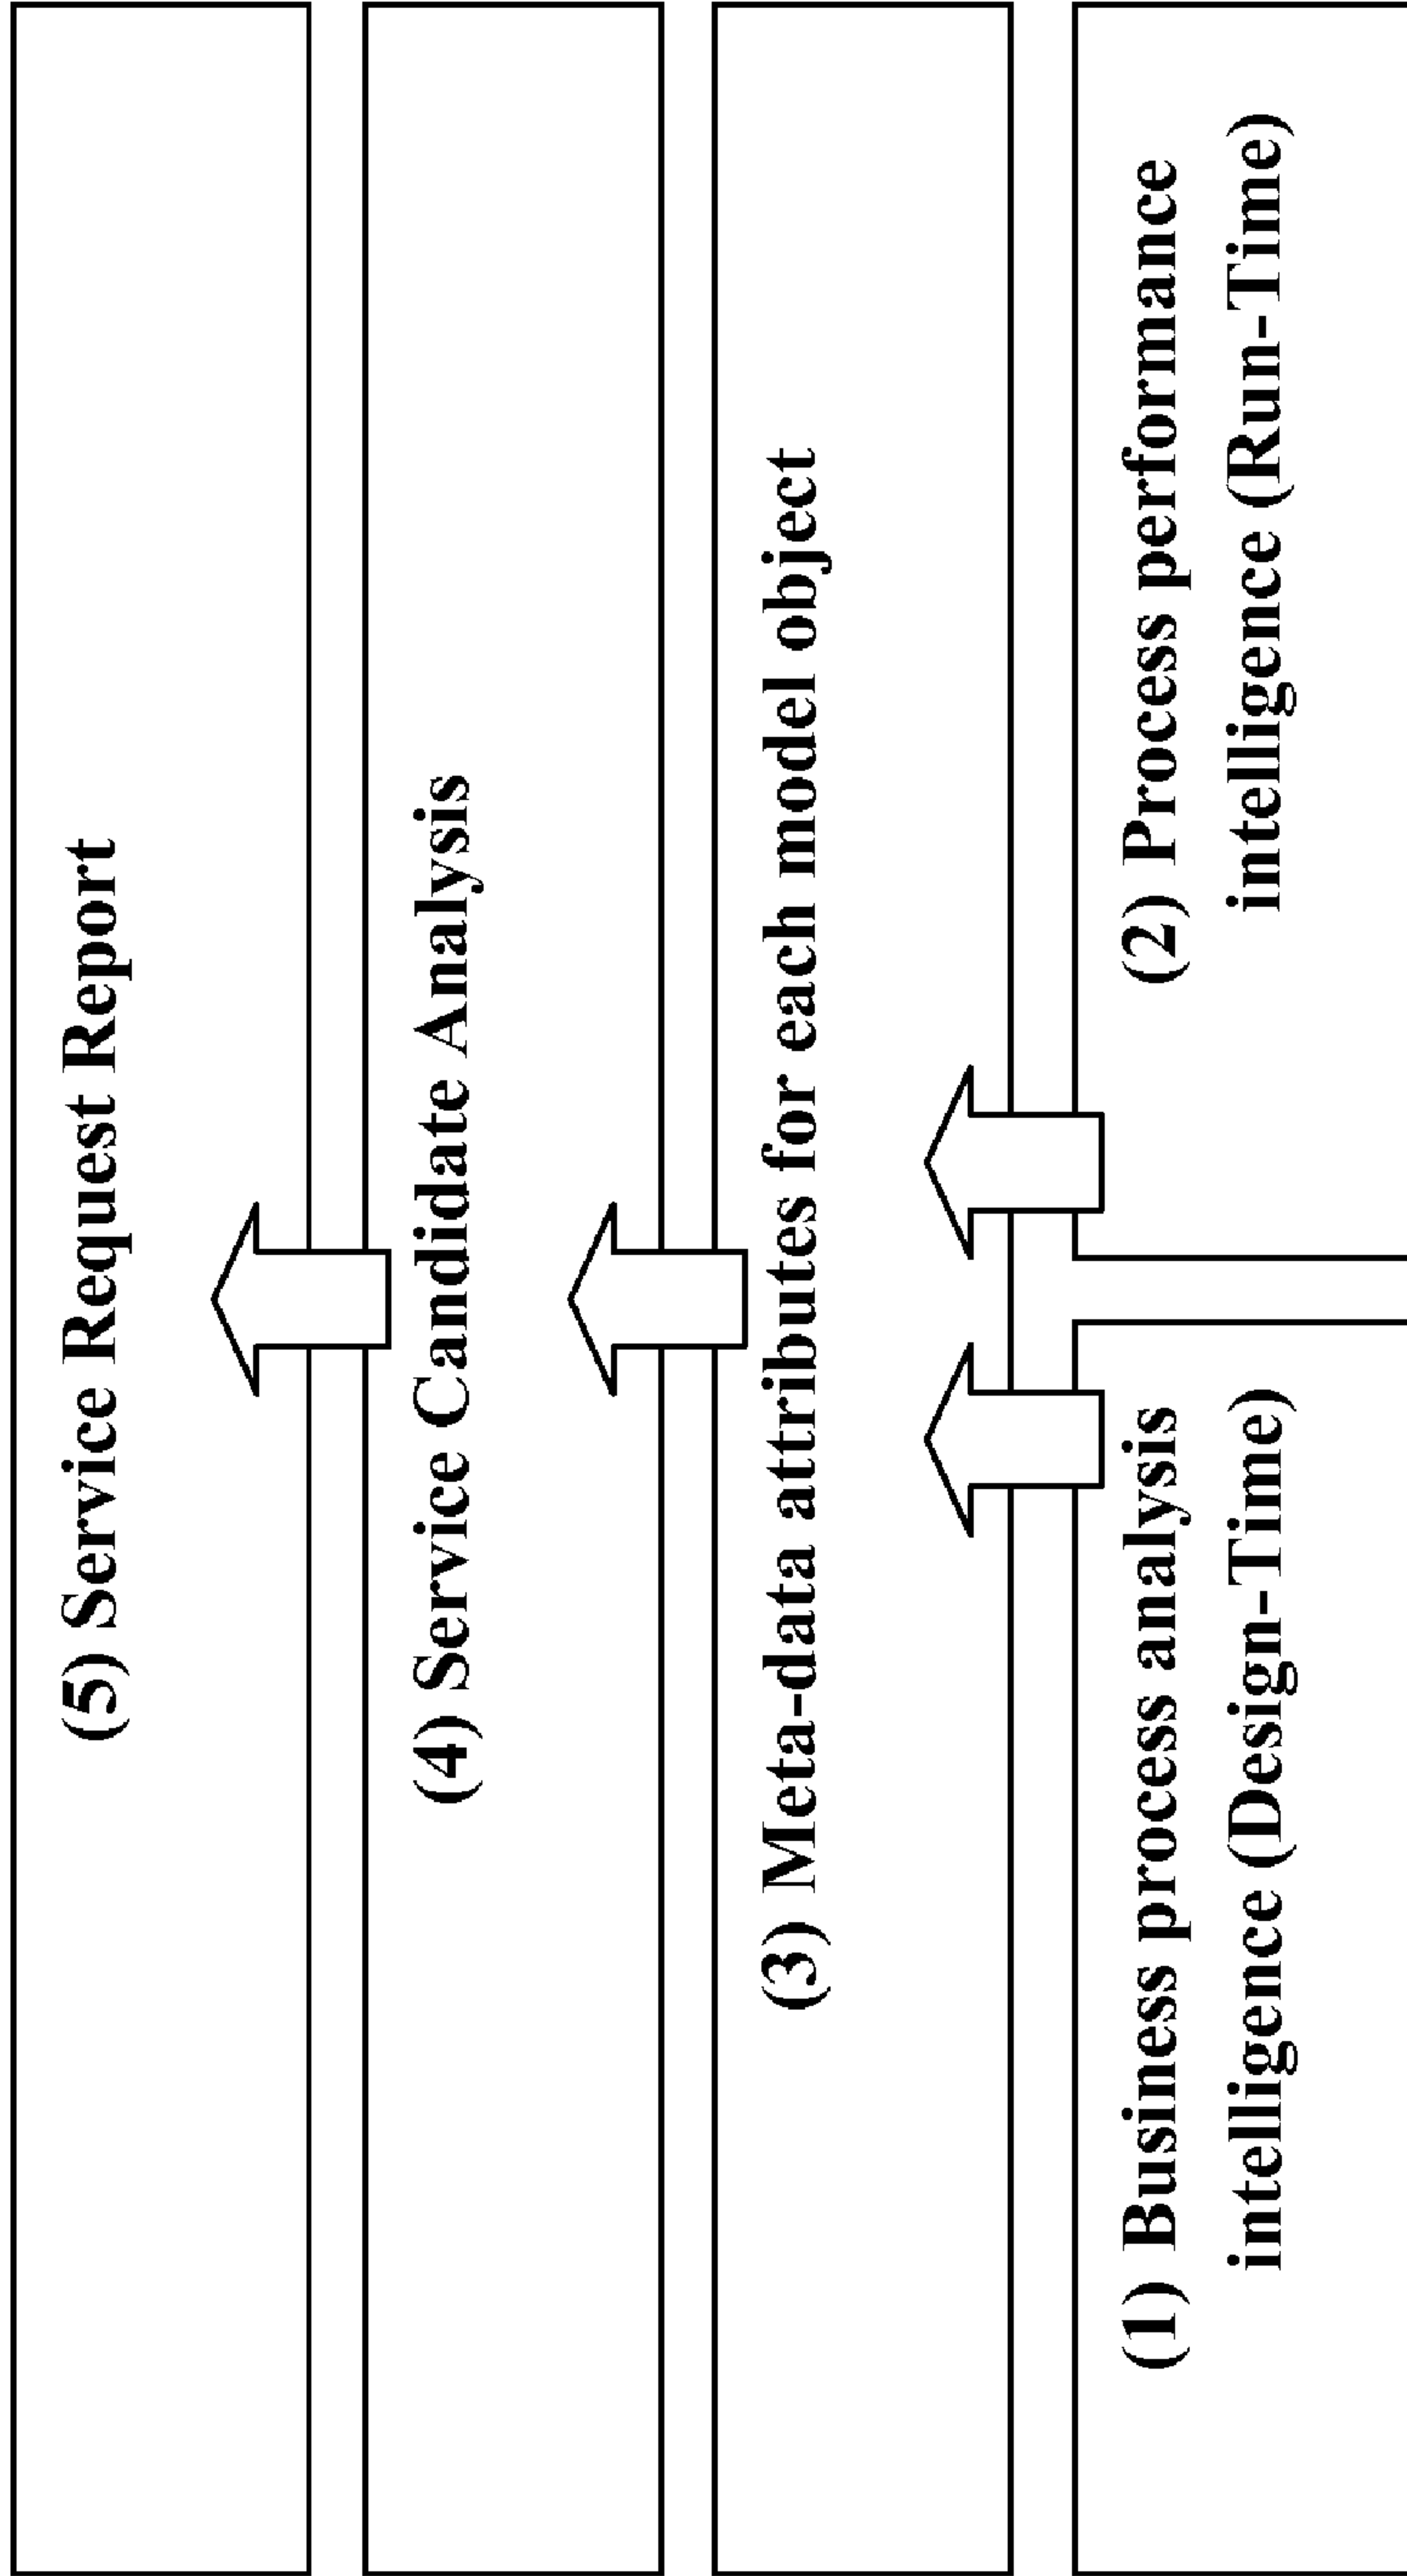 (5) Service Request Report
(4) Service Candidate Analysis
(3) Meta-data attributes for each model object
(1) Business process analysis
intelligence (Design-Time)
(2) Process performance
intelligence (Run-Time)